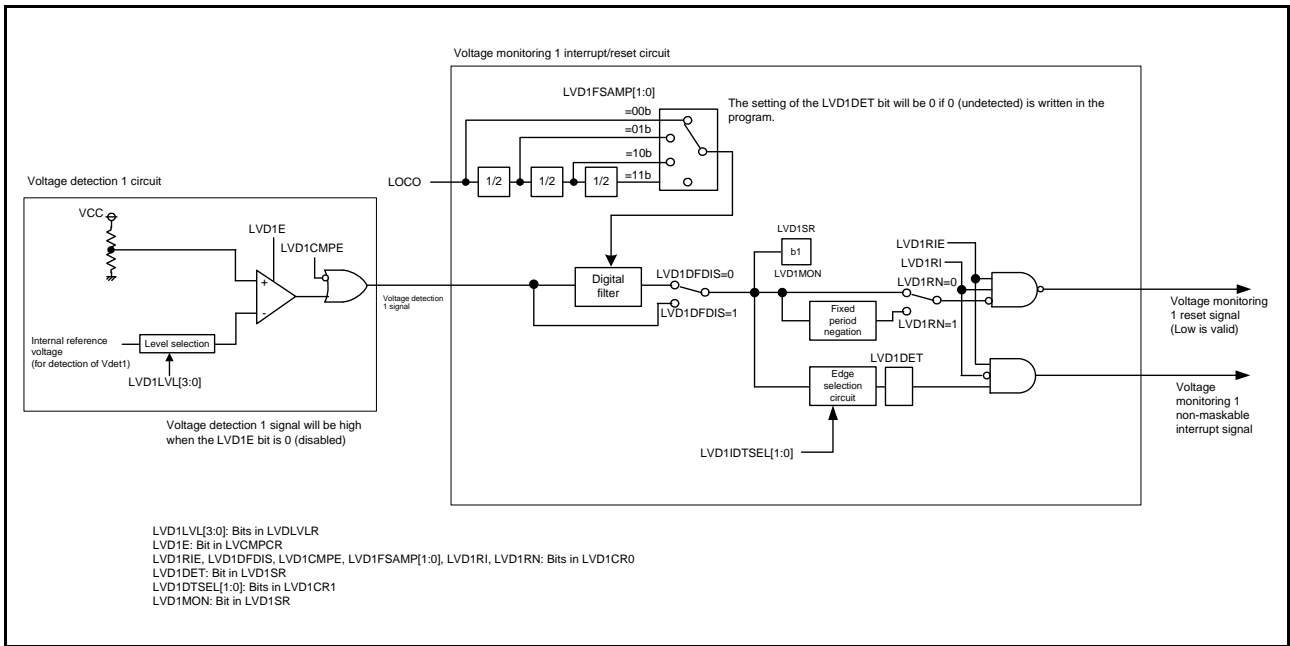 Voltage monitoring 1 interrupt/reset circuit
LVD1FSAMP[1:0]
=00b
=01b
=10b
=11b
The setting of the LVD1DET bit will be 0 if 0 (undetected) is written in the
program.
LOCO
1/2
1/2
1/2
Voltage detection 1 circuit
VCC
LVD1E
LVD1CMPE
+
-
Internal reference
voltage
(for detection of Vdet1)
Level selection
LVD1LVL[3:0]
Voltage detection
1 signal
Voltage detection 1 signal will be high
when the LVD1E bit is 0 (disabled)
Digital
filter
LVD1DFDIS=0
LVD1DFDIS=1
LVD1SR
b1
LVD1MON
Fixed
period
negation
LVD1RIE
LVD1RI
LVD1RN=0
LVD1RN=1
Edge
selection
circuit
LVD1DET
LVD1IDTSEL[1:0]
Voltage monitoring
1 reset signal
(Low is valid)
Voltage
monitoring 1
non-maskable
interrupt signal
LVD1LVL[3:0]: Bits in LVDLVLR
LVD1E: Bit in LVCMPCR
LVD1RIE, LVD1DFDIS, LVD1CMPE, LVD1FSAMP[1:0], LVD1RI, LVD1RN: Bits in LVD1CR0
LVD1DET: Bit in LVD1SR
LVD1DTSEL[1:0]: Bits in LVD1CR1
LVD1MON: Bit in LVD1SR